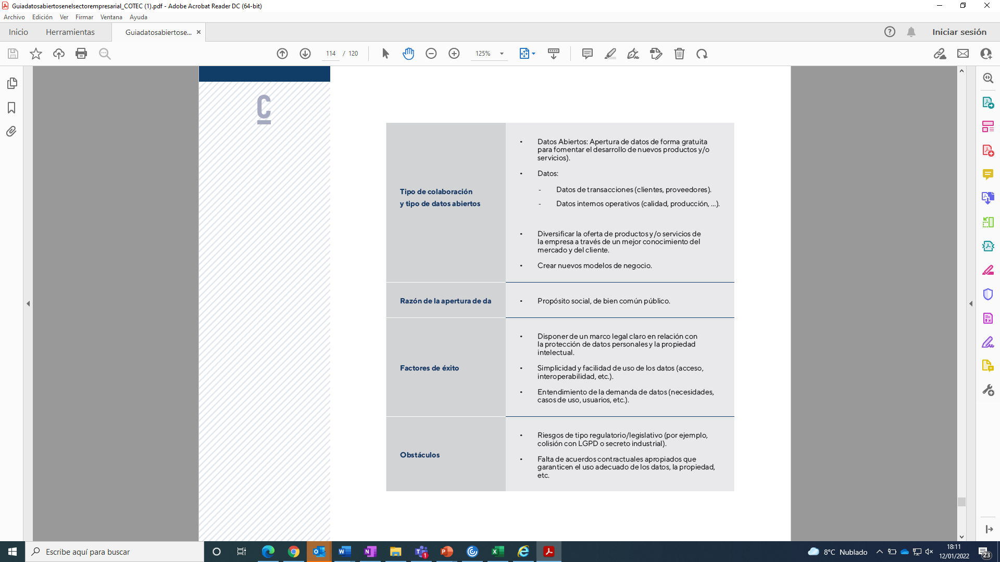 Guiadatosabiertosenelsectorempresarial_COTEC (1).pdf - Adobe Acrobat Reader DC (64-bit)
Archivo Edición Ver Firmar Ventana Ayuda
Inicio Herramientas Guiadatosabiertose... × Iniciar sesión
114 / 120 125%
C
Tipo de colaboración
y tipo de datos abiertos
• Datos Abiertos: Apertura de datos de forma gratuita
para fomentar el desarrollo de nuevos productos y/o
servicios).
• Datos:
- Datos de transacciones (clientes, proveedores).
- Datos internos operativos (calidad, producción, ...).
• Diversificar la oferta de productos y/o servicios de
la empresa a través de un mejor conocimiento del
mercado y del cliente.
• Crear nuevos modelos de negocio.
Razón de la apertura de da
• Propósito social, de bien común público.
Factores de éxito
• Disponer de un marco legal claro en relación con
la protección de datos personales y la propiedad
intelectual.
• Simplicidad y facilidad de uso de los datos (acceso,
interoperabilidad, etc.).
• Entendimiento de la demanda de datos (necesidades,
casos de uso, usuarios, etc.).
Obstáculos
• Riesgos de tipo regulatorio/legislativo (por ejemplo,
colisión con LGPD o secreto industrial).
• Falta de acuerdos contractuales apropiados que
garanticen el uso adecuado de los datos, la propiedad,
etc.
Escribe aquí para buscar
8°C Nublado
18:11
12/01/2022
23